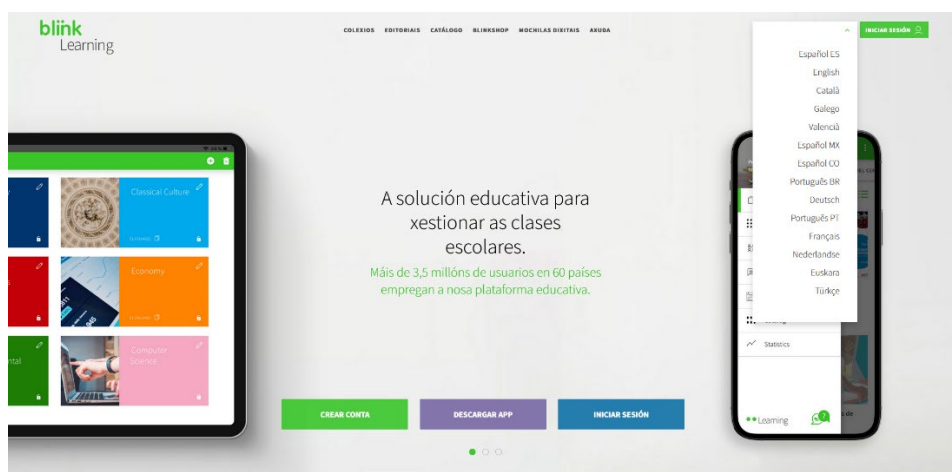 blink
Learning
COLEXIOS EDITORIAIS CATÁLOGO BLINKSHOP MOCHILAS DIXITAIS AXUDA
INICIAR SESIÓN
Español ES
English
Català
Galego
Valencià
Español MX
Español CO
Português BR
Deutsch
Português PT
Français
Nederlandse
Euskara
Türkçe
Classical Culture
Economy
Computer
Science
A solución educativa para
xestionar as clases
escolares.
Máis de 3,5 millóns de usuarios en 60 países
empregan a nosa plataforma educativa.
Statistics
Learning
CREAR CONTA
DESCARGAR APP
INICIAR SESIÓN